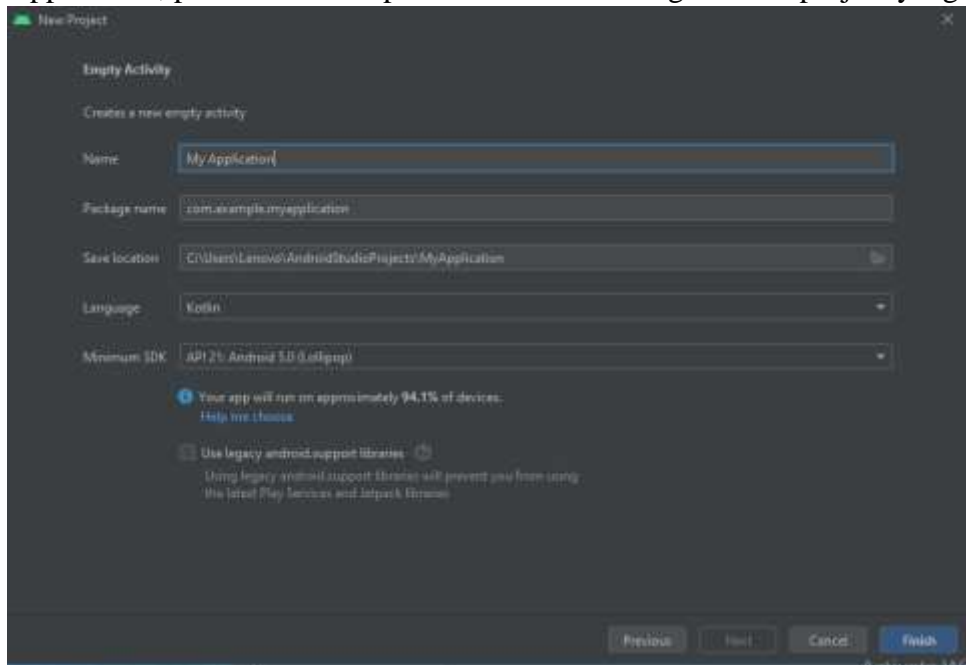 New Project
Empty Activity
Creates a new empty activity
Name
My Application
Package name
com.example.myapplication
Save location
C:\Users\Lenovo\AndroidStudioProjects\MyApplication
Language
Kotlin
Minimum SDK
API 21: Android 5.0 (Lollipop)
Your app will run on approximately 94.1% of devices.
Help me choose
Use legacy android.support libraries
Using legacy android.support libraries will prevent you from using
the latest Play Services and Jetpack libraries
Previous
Next
Cancel
Finish